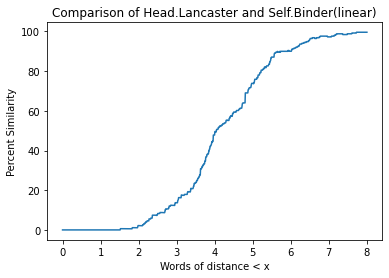 Comparison of Head.Lancaster and Self.Binder(linear)
100
80
60
40
20
0
Percent Similarity
0 1 2 3 4 5 6 7 8
Words of distance < x